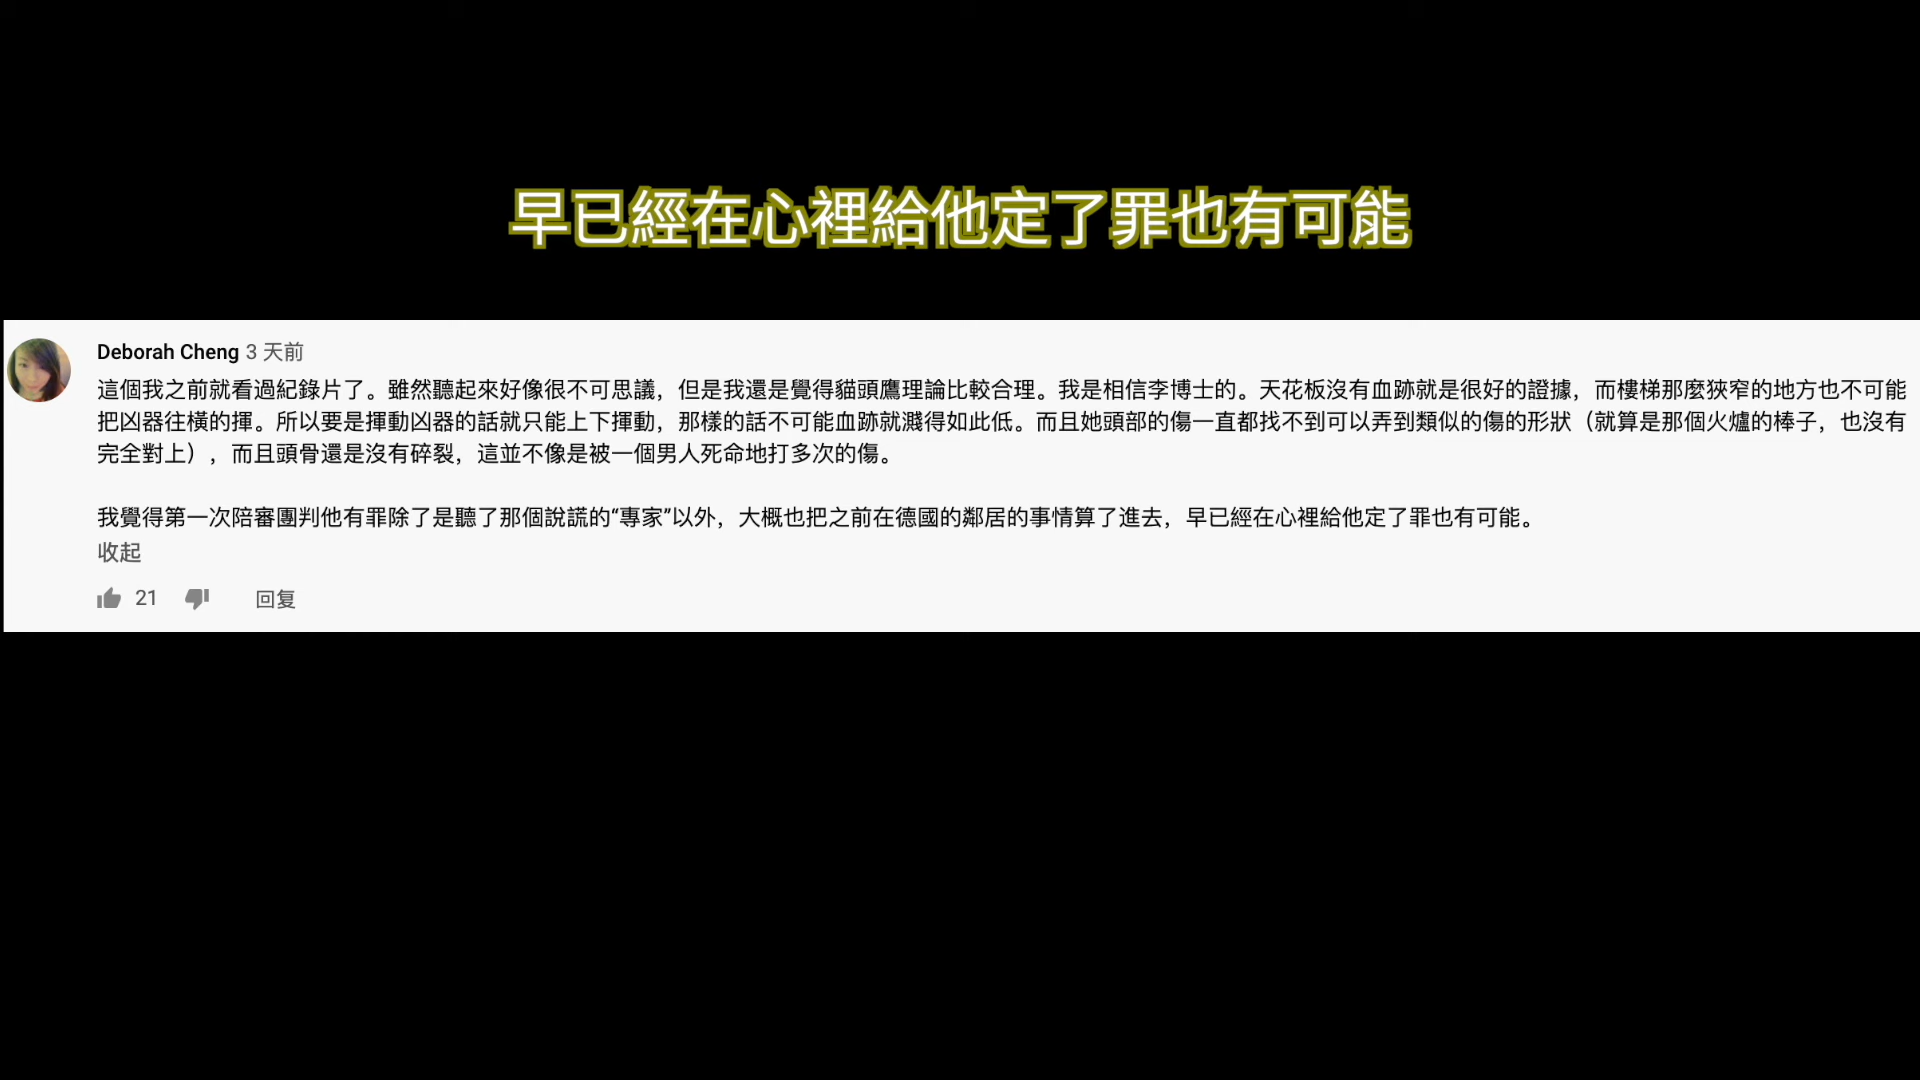 早已經在心裡給他定了罪也有可能
Deborah Cheng 3 天前
這個我之前就看過紀錄片了。雖然聽起來好像很不可思議，但是我還是覺得貓頭鷹理論比較合理。我是相信李博士的。天花板沒有血跡就是很好的證據，而樓梯那麼狹窄的地方也不可能
把凶器往橫的揮。所以要是揮動凶器的話就只能上下揮動，那樣的話不可能血跡就濺得如此低。而且她頭部的傷一直都找不到可以弄到類似的傷的形狀（就算是那個火爐的棒子，也沒有
完全對上），而且頭骨還是沒有碎裂，這並不像是被一個男人死命地打多次的傷。
我覺得第一次陪審團判他有罪除了是聽了那個說謊的“專家”以外，大概也把之前在德國的鄰居的事情算了進去，早已經在心裡給他定了罪也有可能。
收起
21 回复